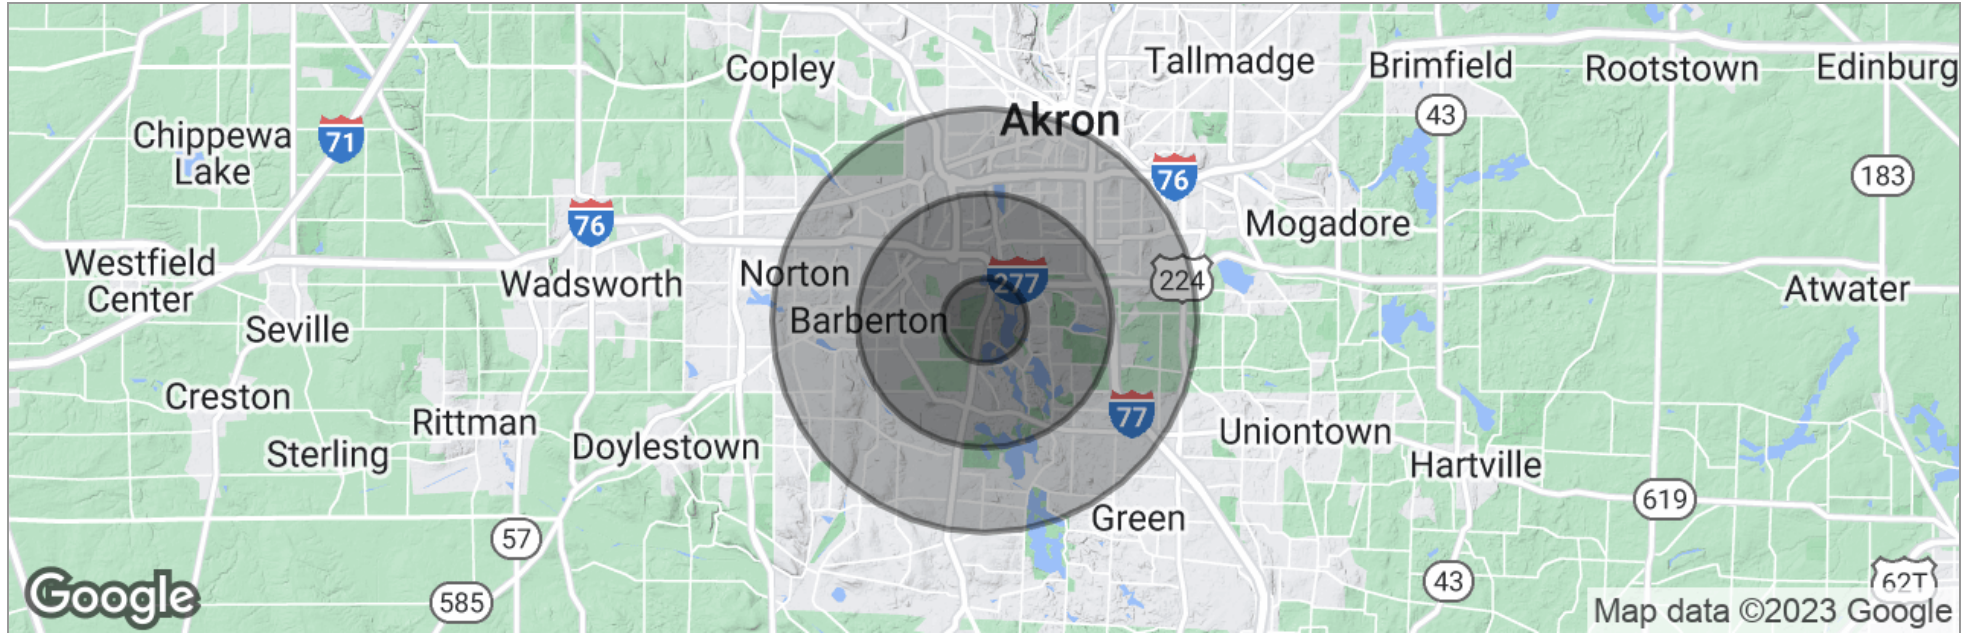 Copley
Tallmadge
Brimfield
Rootstown
Edinburg
Akron
43
Chippewa
Lake
71
76
183
76
Mogadore
Westfield
Center
Wadsworth
Norton
277
224
Atwater
Seville
Barberton
Creston
Rittman
77
Uniontown
Sterling
Doylestown
Hartville
619
Green
57
43
62T
Google
585
Map data ©2023 Google